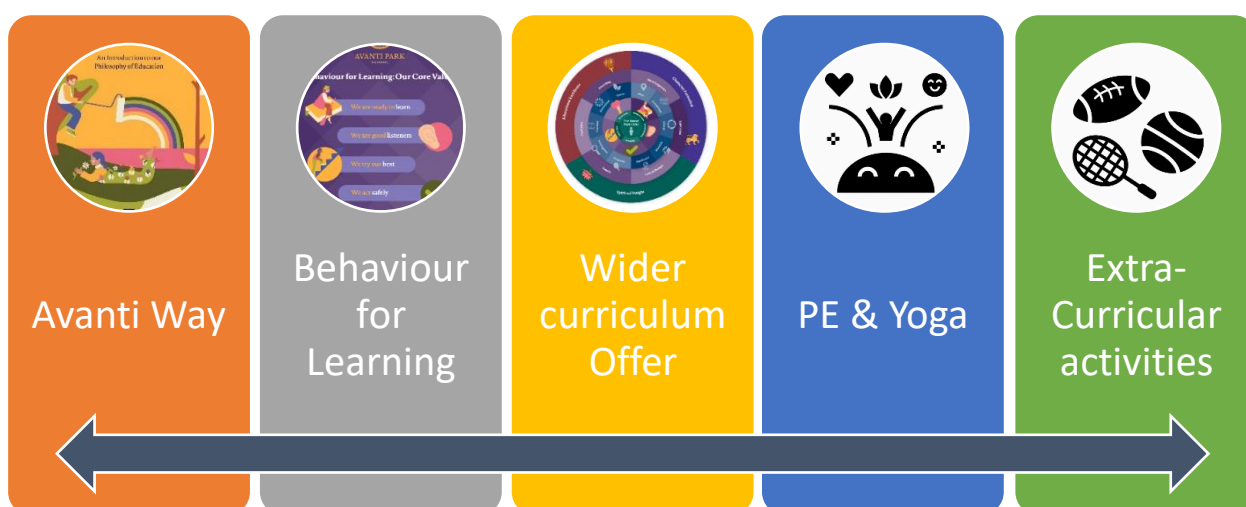 An Introduction to our
Philosophy of Education
Avanti Way
AVANTI PARK
haviour for Learning: Our Core Val
We are ready to learn
We are good listeners
We try our best
We act safely
Behaviour
for
Learning
Wider
curriculum
Offer
PE & Yoga
Extra-
Curricular
activities